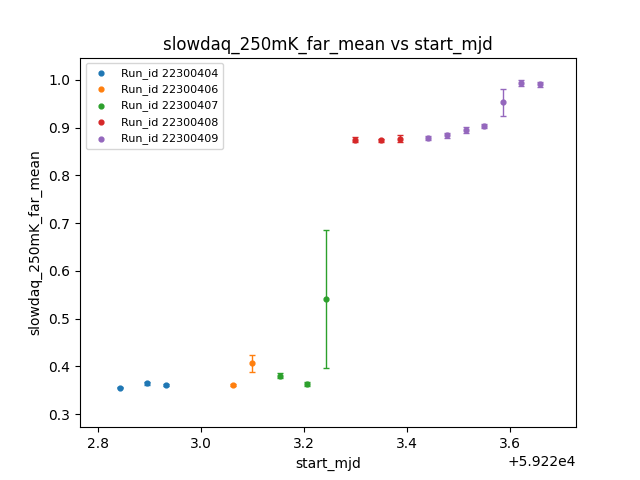 slowdaq_250mK_far_mean vs start_mjd
Run_id 22300404
Run_id 22300406
Run_id 22300407
Run_id 22300408
Run_id 22300409
slowdaq_250mK_far_mean
1.0
0.9
0.8
0.7
0.6
0.5
0.4
0.3
2.8
3.0
3.2
3.4
3.6
+5.922e4
start_mjd